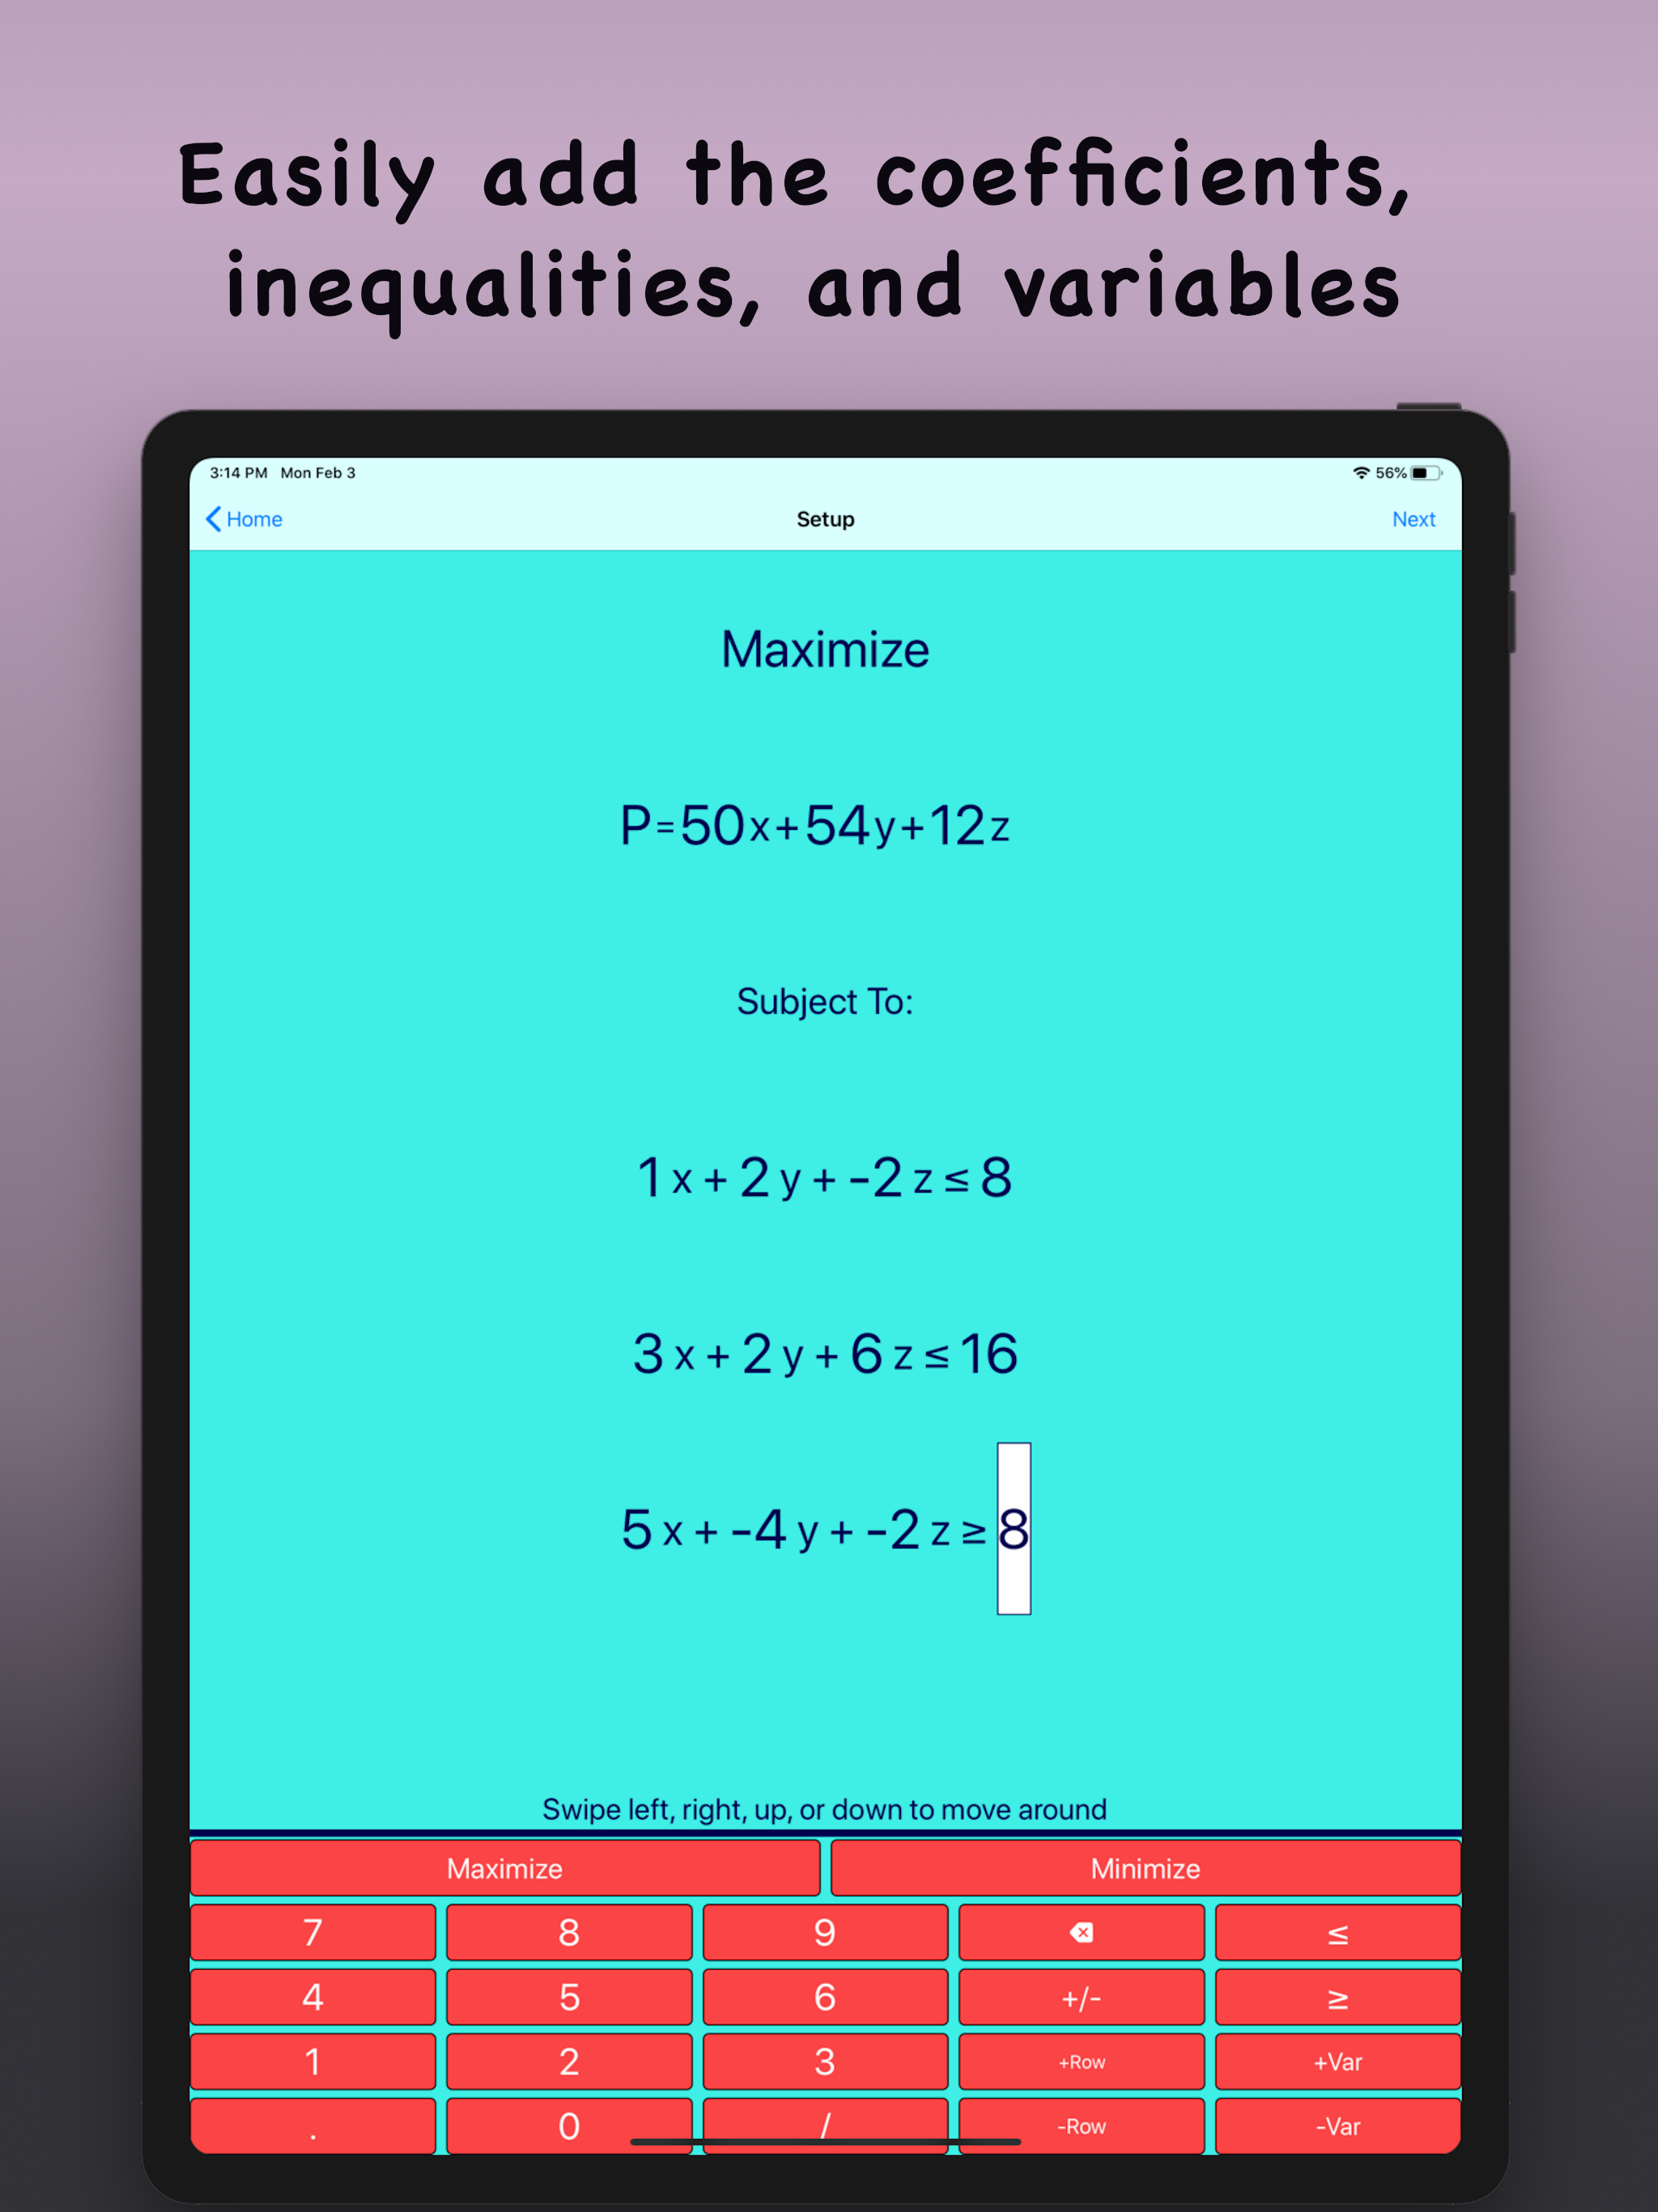 Easily add the coefficients,
inequalities, and variables
3:14 PM Mon Feb 3 56%
Home Setup Next
Maximize
P=50x+54y+12z
Subject To:
1x+2y+-2z≤8
3x+2y+6z≤16
5x+-4y+-2z≥8
Swipe left, right, up, or down to move around
Maximize Minimize
7 8 9 ≤
4 5 6 +/- ≥
1 2 3 +Row +Var
. 0 / -Row -Var